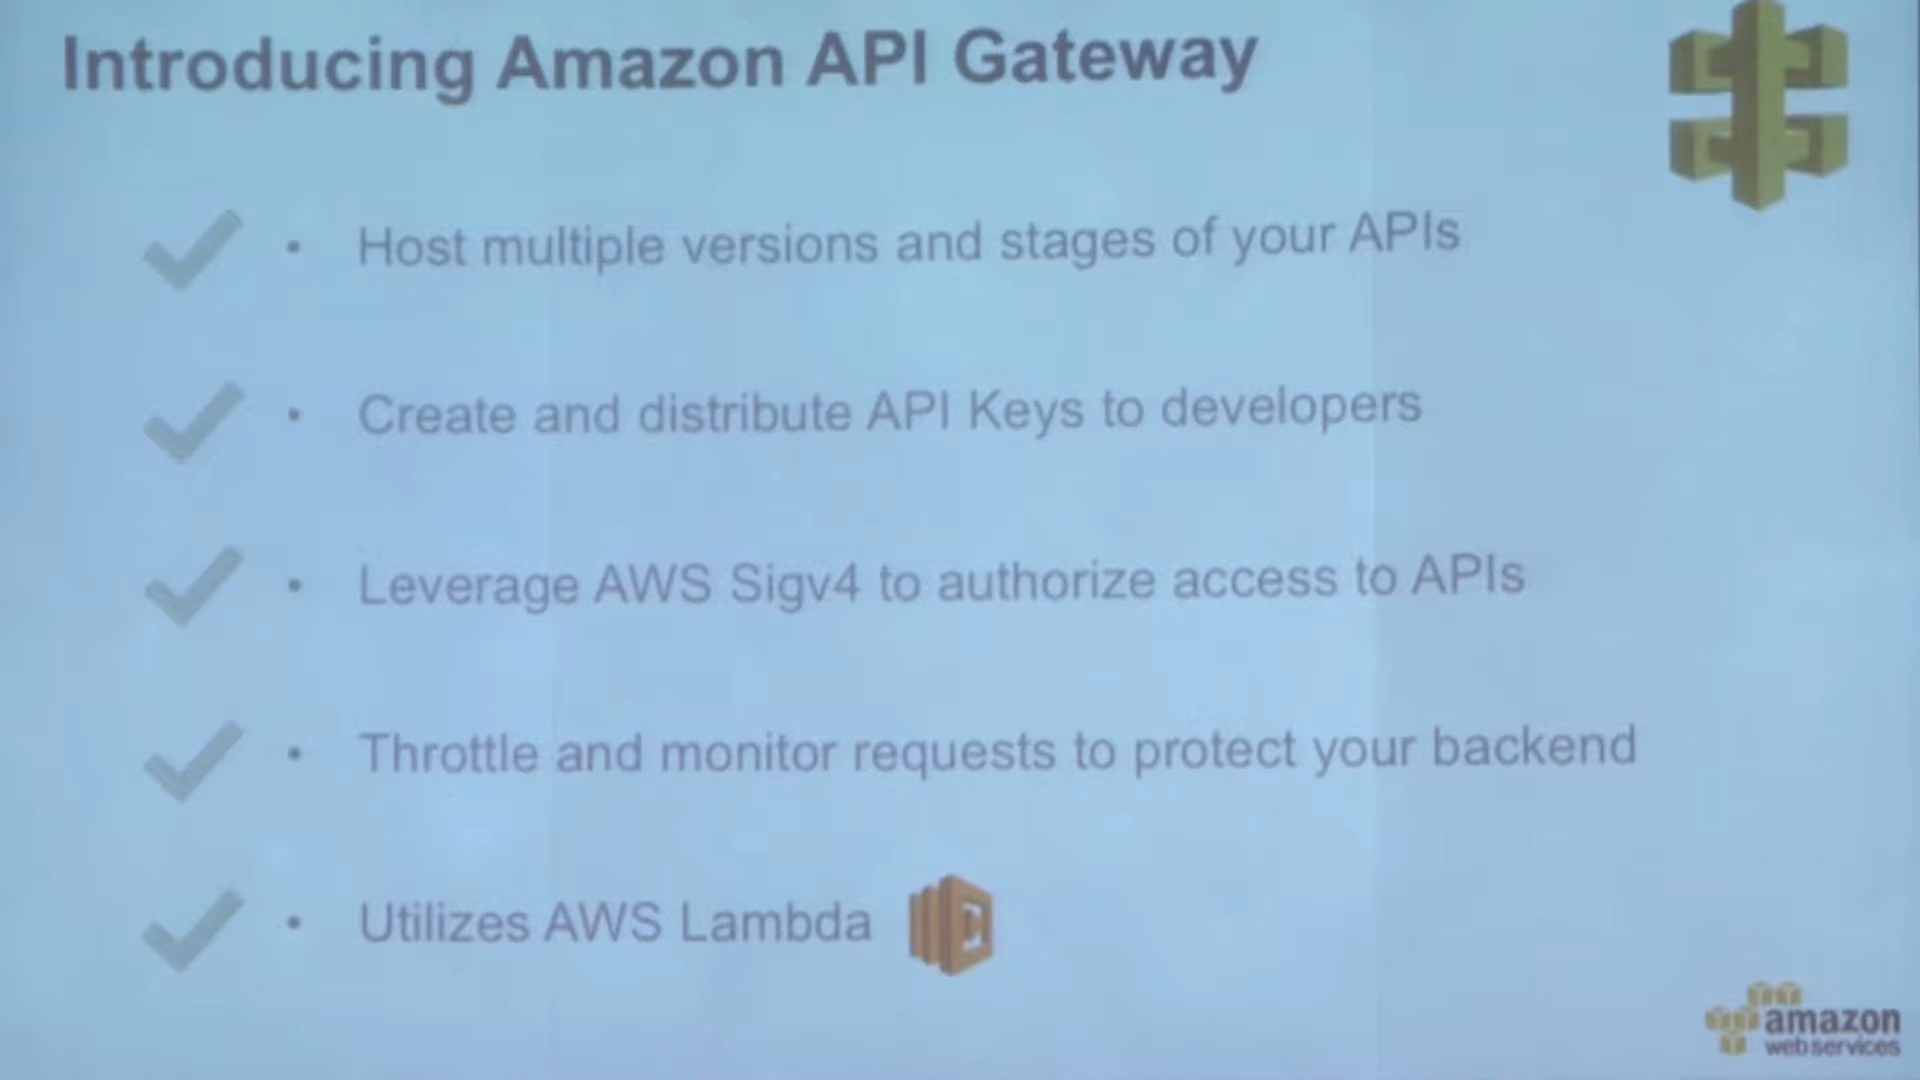 Introducing Amazon API Gateway
• Host multiple versions and stages of your APIs
• Create and distribute API Keys to developers
• Leverage AWS Sigv4 to authorize access to APIs
• Throttle and monitor requests to protect your backend
• Utilizes AWS Lambda
amazon
webservices